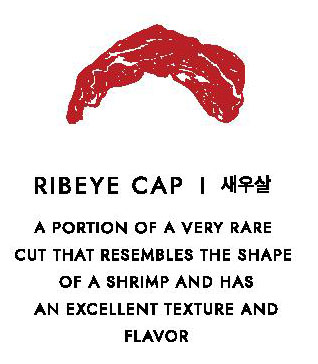 RIBEYE CAP | 새우살
A PORTION OF A VERY RARE
CUT THAT RESEMBLES THE SHAPE
OF A SHRIMP AND HAS
AN EXCELLENT TEXTURE AND
FLAVOR